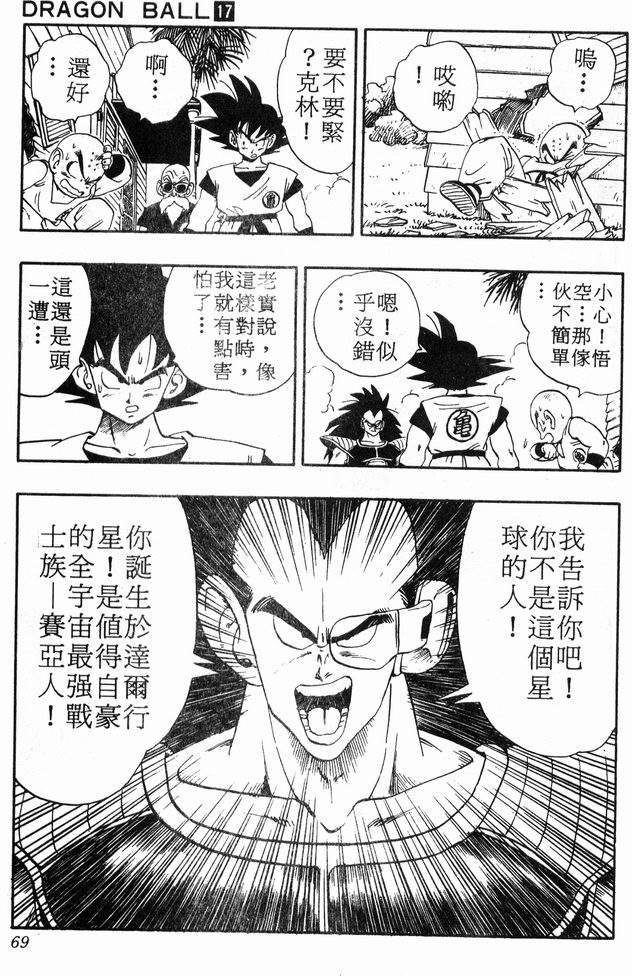 DRAGON BALL 17
嗚…
哎喲
！
要不要緊
？克林！
啊…
…還好
小心！悟
空…那傢
伙不簡單
…
嗯！似
乎沒錯
…
老實說，
這樣對峙，像
我就有點害
怕了…
這還是頭
一遭…
我告訴你吧！
你不是這個星
球的人！
你誕生於達爾行
星！是值得自豪
的全宇宙最强戰
士族—賽亞人！
亀
亀
69